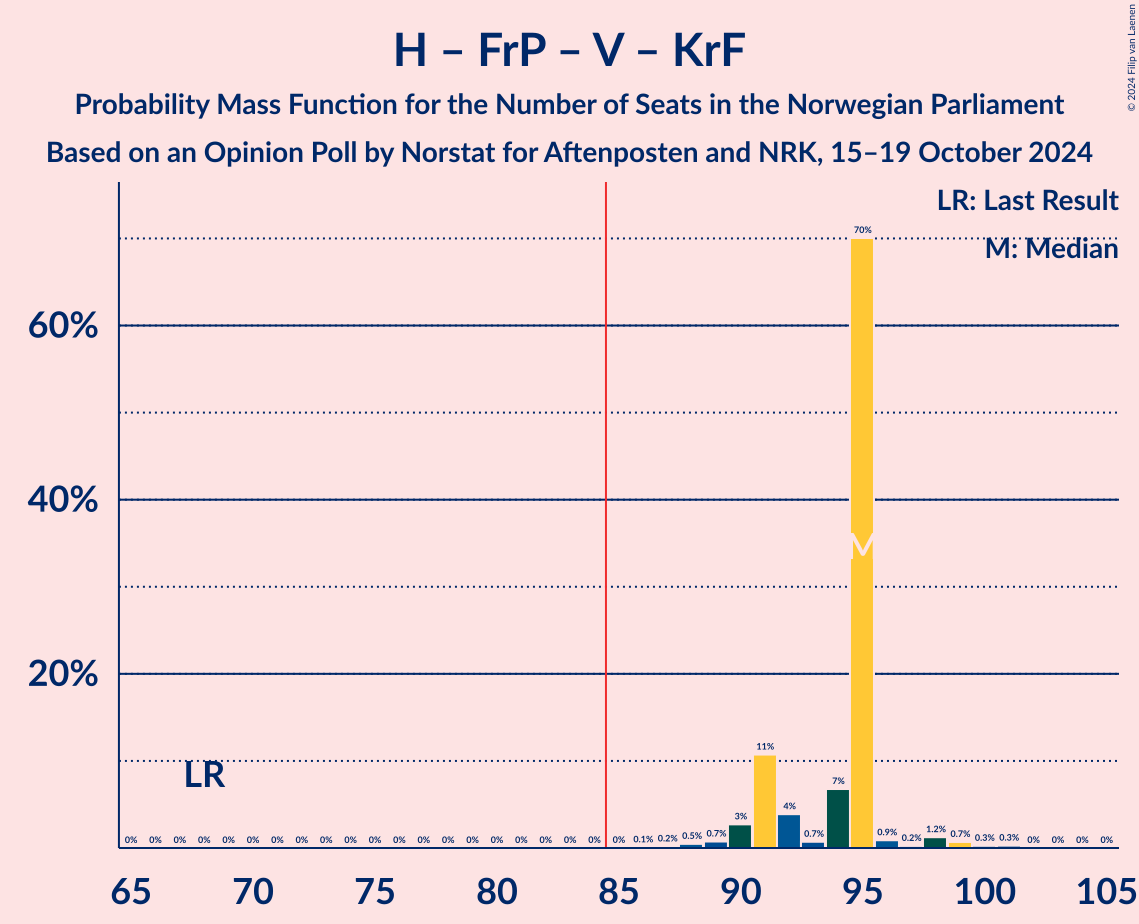 © 2024 Filip van Laenen
H – FrP – V – KrF
Probability Mass Function for the Number of Seats in the Norwegian Parliament
Based on an Opinion Poll by Norstat for Aftenposten and NRK, 15–19 October 2024
LR: Last Result
M: Median
70%
60%
40%
M
20%
LR
11%
7%
4%
3%
0% 0% 0% 0% 0% 0% 0% 0% 0% 0% 0% 0% 0% 0% 0% 0% 0% 0% 0% 0% 0% 0.1% 0.2% 0.5% 0.7% 0.7% 0.9% 0.2% 1.2% 0.7% 0.3% 0.3% 0% 0% 0% 0%
65 70 75 80 85 90 95 100 105